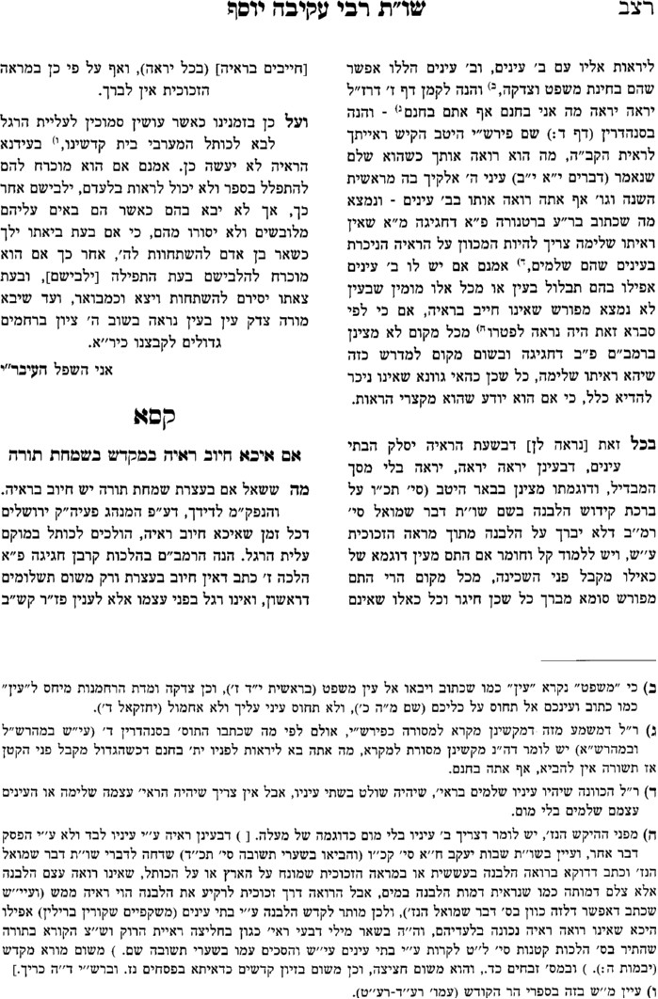 רצב
שו״ת רבי עקיבה יוסף
ליראות אליו עם ב׳ עינים, וב׳ עינים הללו אפשר
שהם בחינת משפט וצדקה,ב) והנה לקמן דף ז׳ דרז״ל
יראה יראה מה אני בחנם אף אתם בחנםג) - והנה
בסנהדרין (דף ד:) שם פירש״י היטב הקיש ראייתך
לראית הקב״ה, מה הוא רואה אותך כשהוא שלם
שנאמר (דברים י״א י״ב) עיני ה׳ אלקיך בה מראשית
השנה וגו׳ אף אתה רואה אותו בב׳ עינים - ונמצא
מה שכתוב בר״ע ברטנורה פ״א דחגיגה מ״א שאין
ראיתו שלימה צריך להיות המכוון על הראיה הניכרת
בעינים שהם שלמים,ד) אמנם אם יש לו ב׳ עינים
אפילו בהם תבלול בעין או מכל אלו מומין שבעין
לא נמצא מפורש שאינו חייב בראיה, אם כי לפי
סברא זאת היה נראה לפטרוה) מכל מקום לא מצינן
ברמב״ם פ״ב דחגיגה ובשום מקום למדרש כזה
שיהא ראיתו שלימה, כל שכן כהאי גוונא שאינו ניכר
להדיא כלל, כי אם הוא יודע שהוא מקצרי הראות.
בכל זאת [נראה לן] דבשעת הראיה יסלק הבתי
עינים, דבעינן יראה יראה, יראה בלי מסך
המבדיל, ודוגמתו מצינן בבאר היטב (סי׳ תכ״ו) על
ברכת קידוש הלבנה בשם שו״ת דבר שמואל סי׳
רמ״ב דלא יברך על הלבנה מתוך מראה הזכוכית
ע״ש, ויש ללמוד קל וחומר אם התם מעין דוגמא של
כאילו מקבל פני השכינה, מכל מקום הרי התם
מפורש סומא מברך כל שכן חיגר וכל כאלו שאינם
[חייבים בראיה] (בכל יראה), ואף על פי כן במראה
הזכוכית אין לברך.
ועל כן בזמנינו כאשר עושין סמוכין לעליית הרגל
לבא לכותל המערבי בית קדשינו,ו) בעידנא
הראיה לא יעשה כן. אמנם אם הוא מוכרח להם
להתפלל בספר ולא יכול לראות בלעדם, ילבישם אחר
כך, אך לא יבא בהם כאשר הם באים עליהם
מלובשים ולא יסורו מהם, כי אם בעת ביאתו ילך
כשאר בן אדם להשתחוות לה׳, אחר כך אם הוא
מוכרח להלבישם בעת התפילה [ילבישם], ובעת
צאתו יסירם להשתחות ויצא וכמבואר, ועד שיבא
מורה צדק עין בעין נראה בשוב ה׳ ציון ברחמים
גדולים לקבצנו כיר״א.
אני השפל העיבר״י
קסא
אם איכא חיוב ראיה במקדש בשמחת תורה
מה ששאל אם בעצרת שמחת תורה יש חיוב בראיה.
והנפק״מ לדידך, דע״פ המנהג פעיה״ק ירושלים
דכל זמן שאיכא חיוב ראיה, הולכים לכותל במוקם
עלית הרגל. הנה הרמב״ם בהלכות קרבן חגיגה פ״א
הלכה ז׳ כתב דאין חיוב בעצרת ורק משום תשלומים
דראשון, ואינו רגל בפני עצמו אלא לענין פז״ר קש״ב
ב) כי ״משפט״ נקרא ״עין״ כמו שכתוב ויבאו אל עין משפט (בראשית י״ד ז׳), וכן צדקה ומדת הרחמנות מיחס ל״עין״
כמו כתוב ועינכם אל תחוס על כליכם (שם מ״ה כ׳), ולא תחוס עיני עליך ולא אחמול (יחזקאל ד׳).
ג) ר״ל דמשמע מזה דמקשינן מקרא למסורה כפירש״י, אולם לפי מה שכתבו התוס׳ בסנהדרין ד׳ (עי״ש במהרש״ל
ובמהרש״א) יש לומר דה״נ מקשינן מסורת למקרא, מה אתה בא ליראות לפניו ית׳ בחנם דכשהגדול מקבל פני הקטן
אז תשורה אין להביא, אף אתה בחנם.
ד) ר״ל הכוונה שיהיו עיניו שלמים בראי׳, שיהיה שולט בשתי עיניו, אבל אין צריך שיהיה הראי׳ עצמה שלימה או העינים
עצמם שלמים בלי מום.
ה) מפני ההיקש הנז׳, יש לומר דצריך ב׳ עיניו בלי מום כדוגמה של מעלה. [ ) דבעינן ראיה ע״י עיניו לבד ולא ע״י הפסק
דבר אחר, ועיין בשו״ת שבות יעקב ח״א סי׳ קכ״ו (והביאו בשערי תשובה סי׳ תכ״ד) שדחה לדברי שו״ת דבר שמואל
הנז׳ וכתב דדוקא ברואה הלבנה בעששית או במראה הזכוכית שמונח על הארץ או על הכותל, שאינו רואה עצם הלבנה
אלא צלם דמותה כמו שנראית דמות הלבנה במים, אבל הרואה דרך זכוכית לרקיע את הלבנה הוי ראיה ממש (ועיי״ש
שכתב דאפשר דלזה כוון בס׳ דבר שמואל הנז׳), ולכן מותר לקדש הלבנה ע״י בתי עינים (משקפיים שקורין ברילין) אפילו
היכא שאינו רואה ראיה נכונה בלעדיהם, וה״ה בשאר מילי דבעי ראי׳ כגון בחליצה ראיית הרוק וש״צ הקורא בתורה
שהתיר בס׳ הלכות קטנות סי׳ ל״ט לקרות ע״י בתי עינים עי״ש והסכים עמו בשערי תשובה שם. ) משום מורא מקדש
(יבמות ה:). ) ובמס׳ זבחים כד., והוא משום חציצה, וכן משום בזיון קדשים כדאיתא בפסחים נז. וברש״י ד״ה כריך.]
ו) עיין מ״ש בזה בספרי הר הקודש (עמו׳ רע״ד-רע״ט).